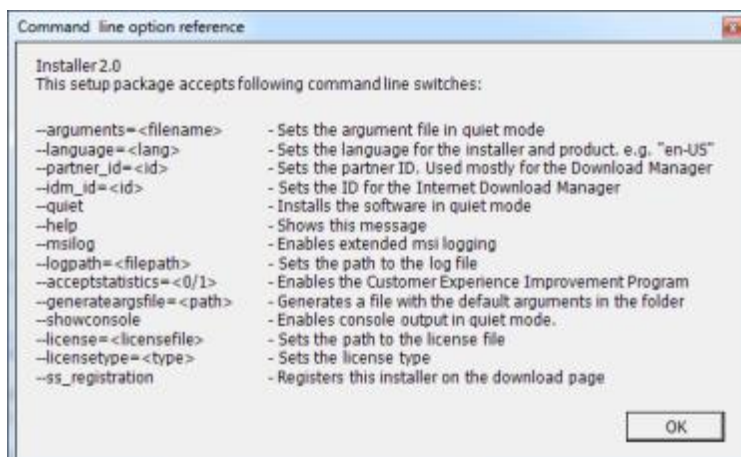 Command line option reference
Installer 2.0
This setup package accepts following command line switches:
--arguments=<filename> - Sets the argument file in quiet mode
--language=<lang> - Sets the language for the installer and product. e.g. "en-US"
--partner_id=<id> - Sets the partner ID. Used mostly for the Download Manager
--idm_id=<id> - Sets the ID for the Internet Download Manager
--quiet - Installs the software in quiet mode
--help - Shows this message
--msilog - Enables extended msi logging
--logpath=<filepath> - Sets the path to the log file
--acceptstatistics=<0/1> - Enables the Customer Experience Improvement Program
--generateargsfile=<path> - Generates a file with the default arguments in the folder
--showconsole - Enables console output in quiet mode.
--license=<licensefile> - Sets the path to the license file
--licensetype=<type> - Sets the license type
--ss_registration - Registers this installer on the download page
OK